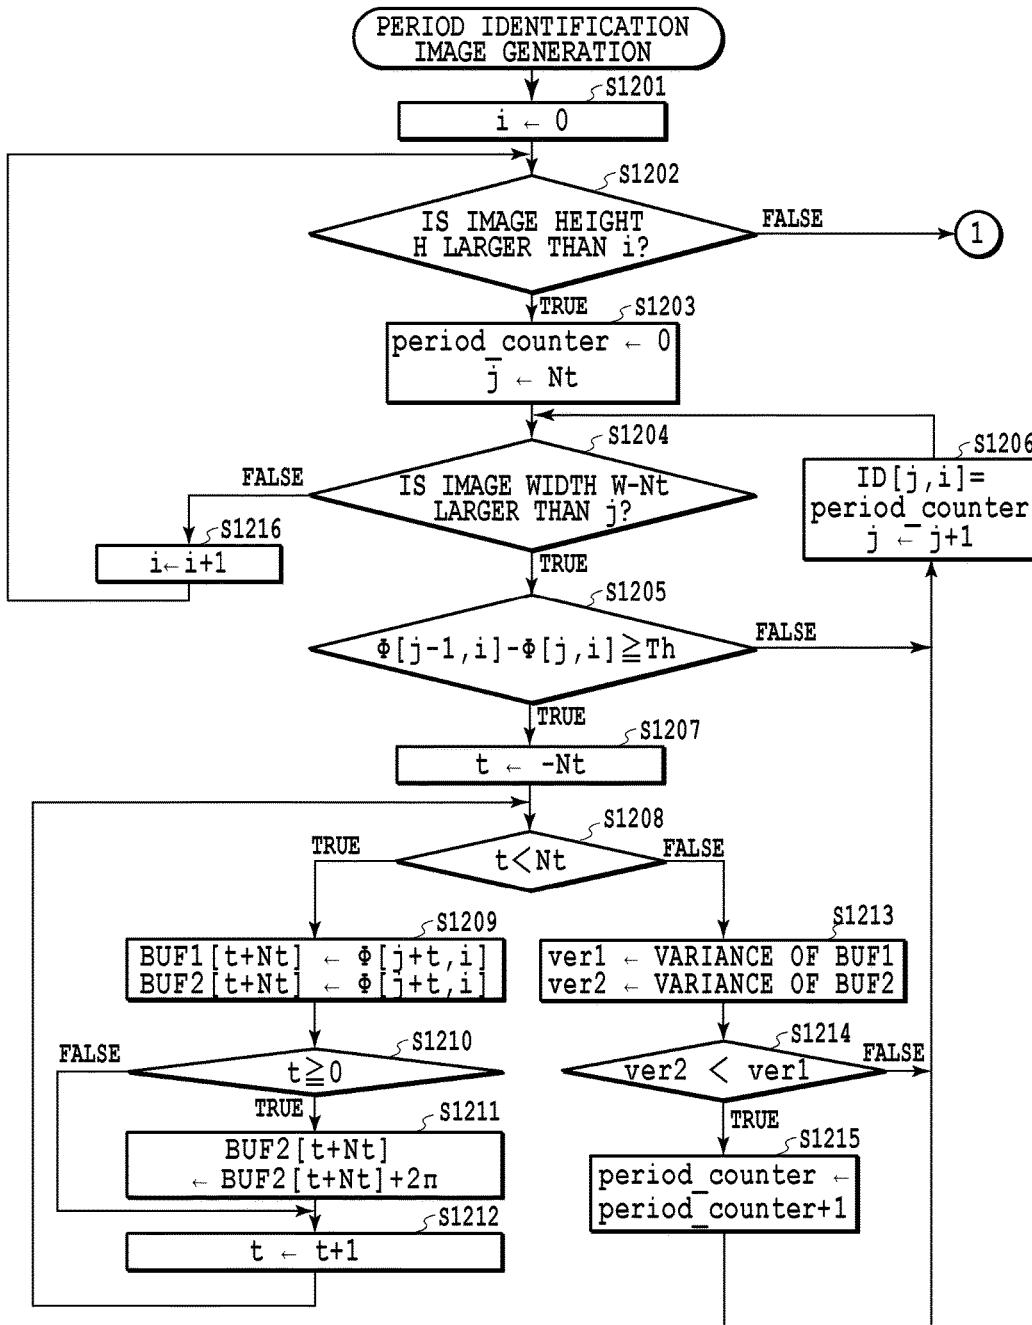 PERIOD IDENTIFICATION
IMAGE GENERATION
S1201
i ← 0
S1202
IS IMAGE HEIGHT
H LARGER THAN i?
FALSE
1
TRUE
S1203
period_counter ← 0
j ← Nt
S1204
IS IMAGE WIDTH W-Nt
LARGER THAN j?
FALSE
S1206
ID[j,i]=
period_counter
j ← j+1
S1216
i←i+1
TRUE
S1205
Φ[j-1,i]-Φ[j,i]≧Th
FALSE
TRUE
S1207
t ← -Nt
S1208
t<Nt
TRUE
FALSE
S1209
BUF1[t+Nt] ← Φ[j+t,i]
BUF2[t+Nt] ← Φ[j+t,i]
S1213
ver1 ← VARIANCE OF BUF1
ver2 ← VARIANCE OF BUF2
S1210
t≧0
FALSE
TRUE
S1214
ver2 < ver1
FALSE
TRUE
S1211
BUF2[t+Nt]
← BUF2[t+Nt]+2π
S1215
period_counter ←
period_counter+1
S1212
t ← t+1